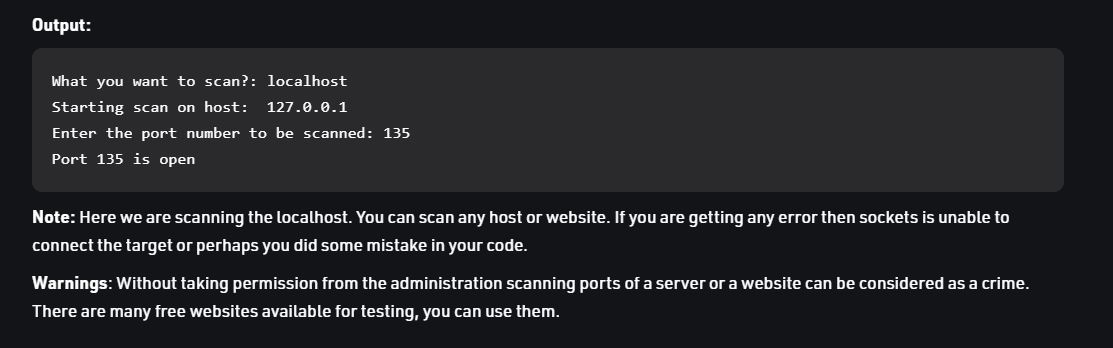 Output:
What you want to scan?: localhost
Starting scan on host:  127.0.0.1
Enter the port number to be scanned: 135
Port 135 is open
Note: Here we are scanning the localhost. You can scan any host or website. If you are getting any error then sockets is unable to
connect the target or perhaps you did some mistake in your code.
Warnings: Without taking permission from the administration scanning ports of a server or a website can be considered as a crime.
There are many free websites available for testing, you can use them.